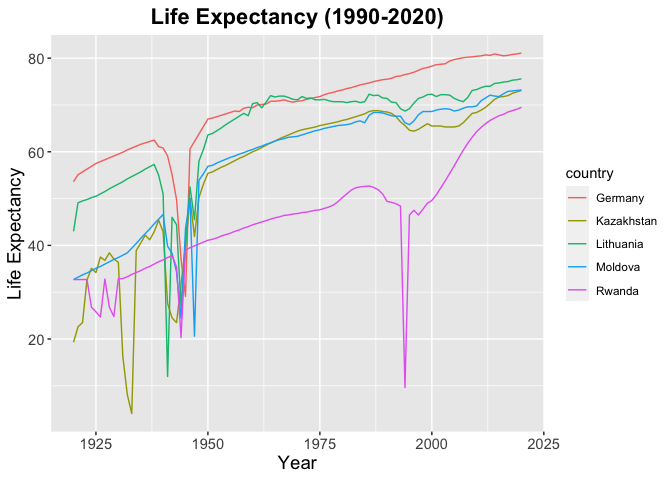 Life Expectancy (1990-2020)
Life Expectancy
80
60
40
20
1925
1950
1975
2000
2025
Year
country
Germany
Kazakhstan
Lithuania
Moldova
Rwanda